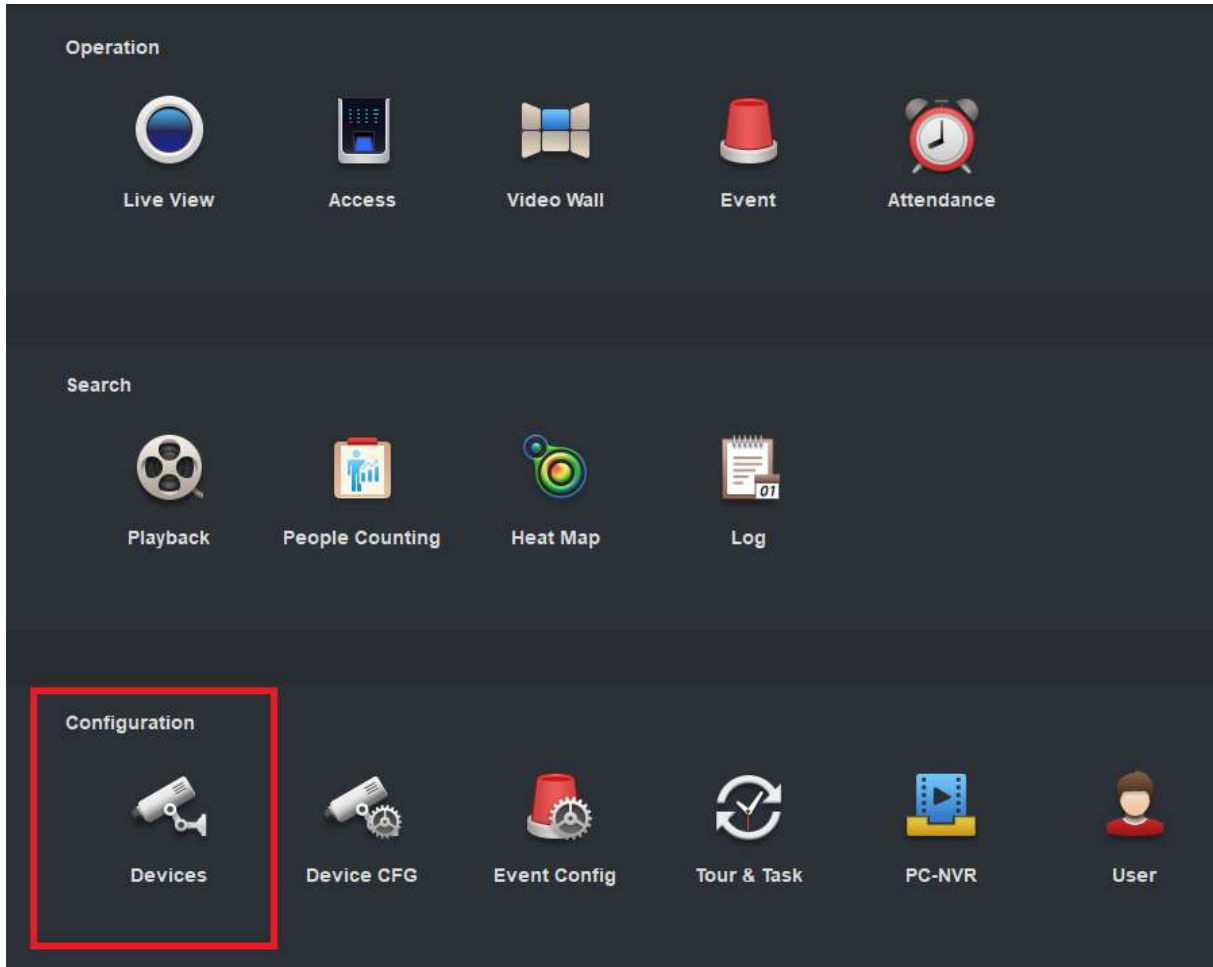 Operation
Live View Access Video Wall Event Attendance
Search
01
Playback People Counting Heat Map Log
Configuration
Devices Device CFG Event Config Tour & Task PC-NVR User